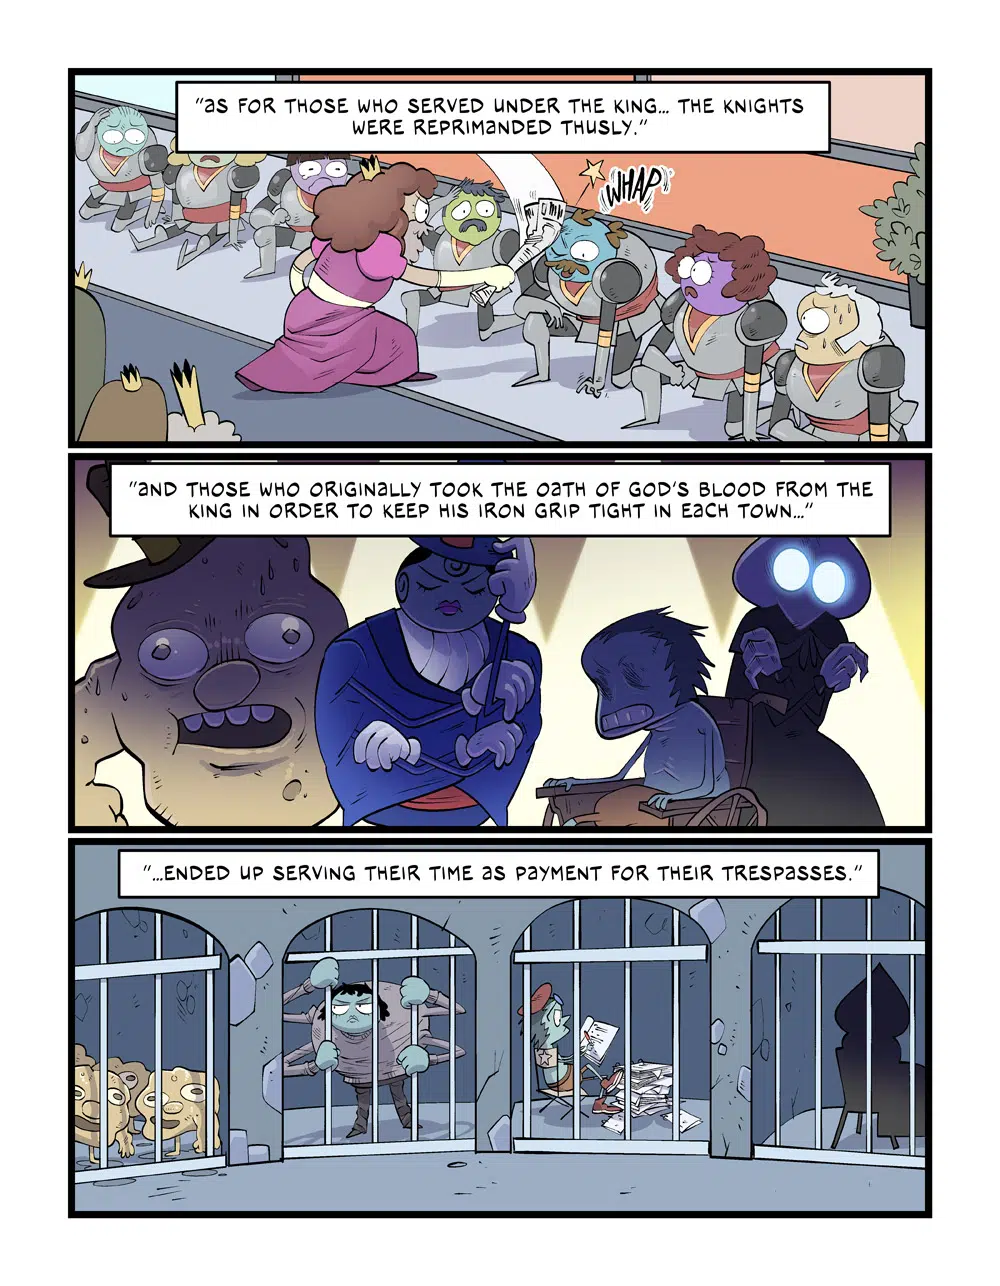 "AS FOR THOSE WHO SERVED UNDER THE KING... THE KNIGHTS
WERE REPRIMANDED THUSLY."
WHAP
"AND THOSE WHO ORIGINALLY TOOK THE OATH OF GOD'S BLOOD FROM THE
KING IN ORDER TO KEEP HIS IRON GRIP TIGHT IN EACH TOWN..."
"...ENDED UP SERVING THEIR TIME AS PAYMENT FOR THEIR TRESPASSES."